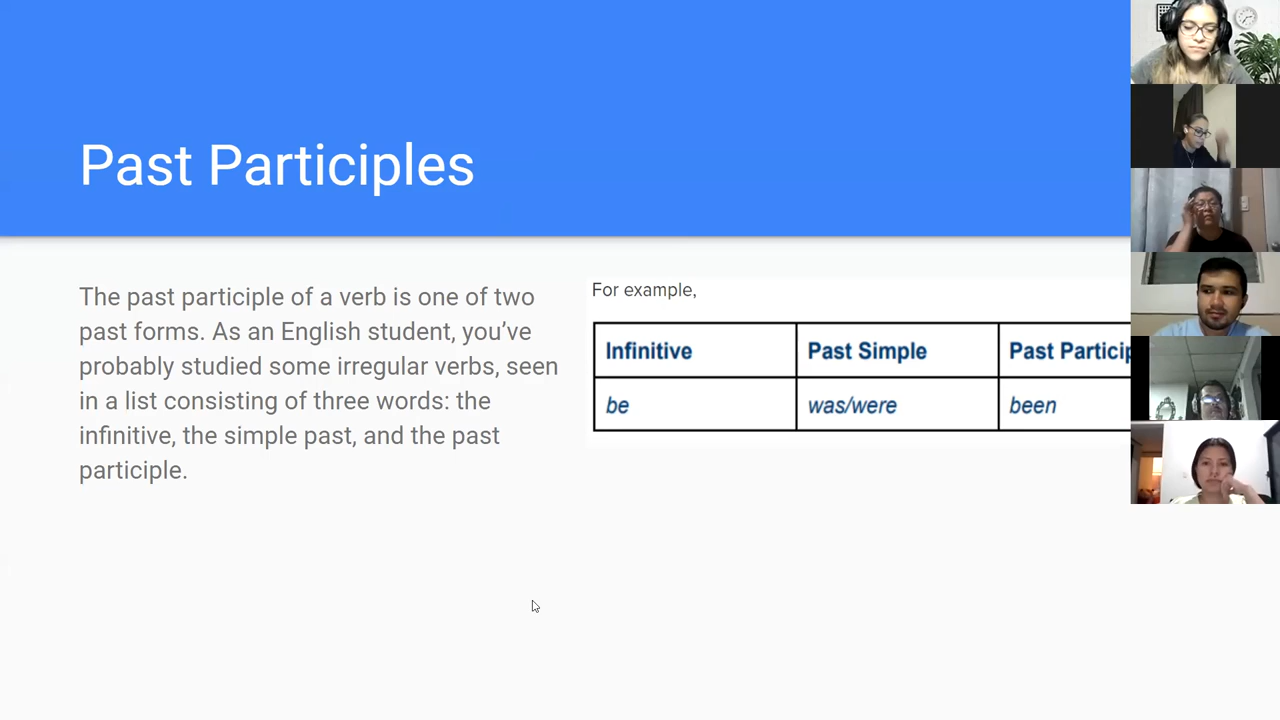 Past Participles
The past participle of a verb is one of two
past forms. As an English student, you’ve
probably studied some irregular verbs, seen
in a list consisting of three words: the
infinitive, the simple past, and the past
participle.
For example,
Infinitive Past Simple Past Particip
be was/were been